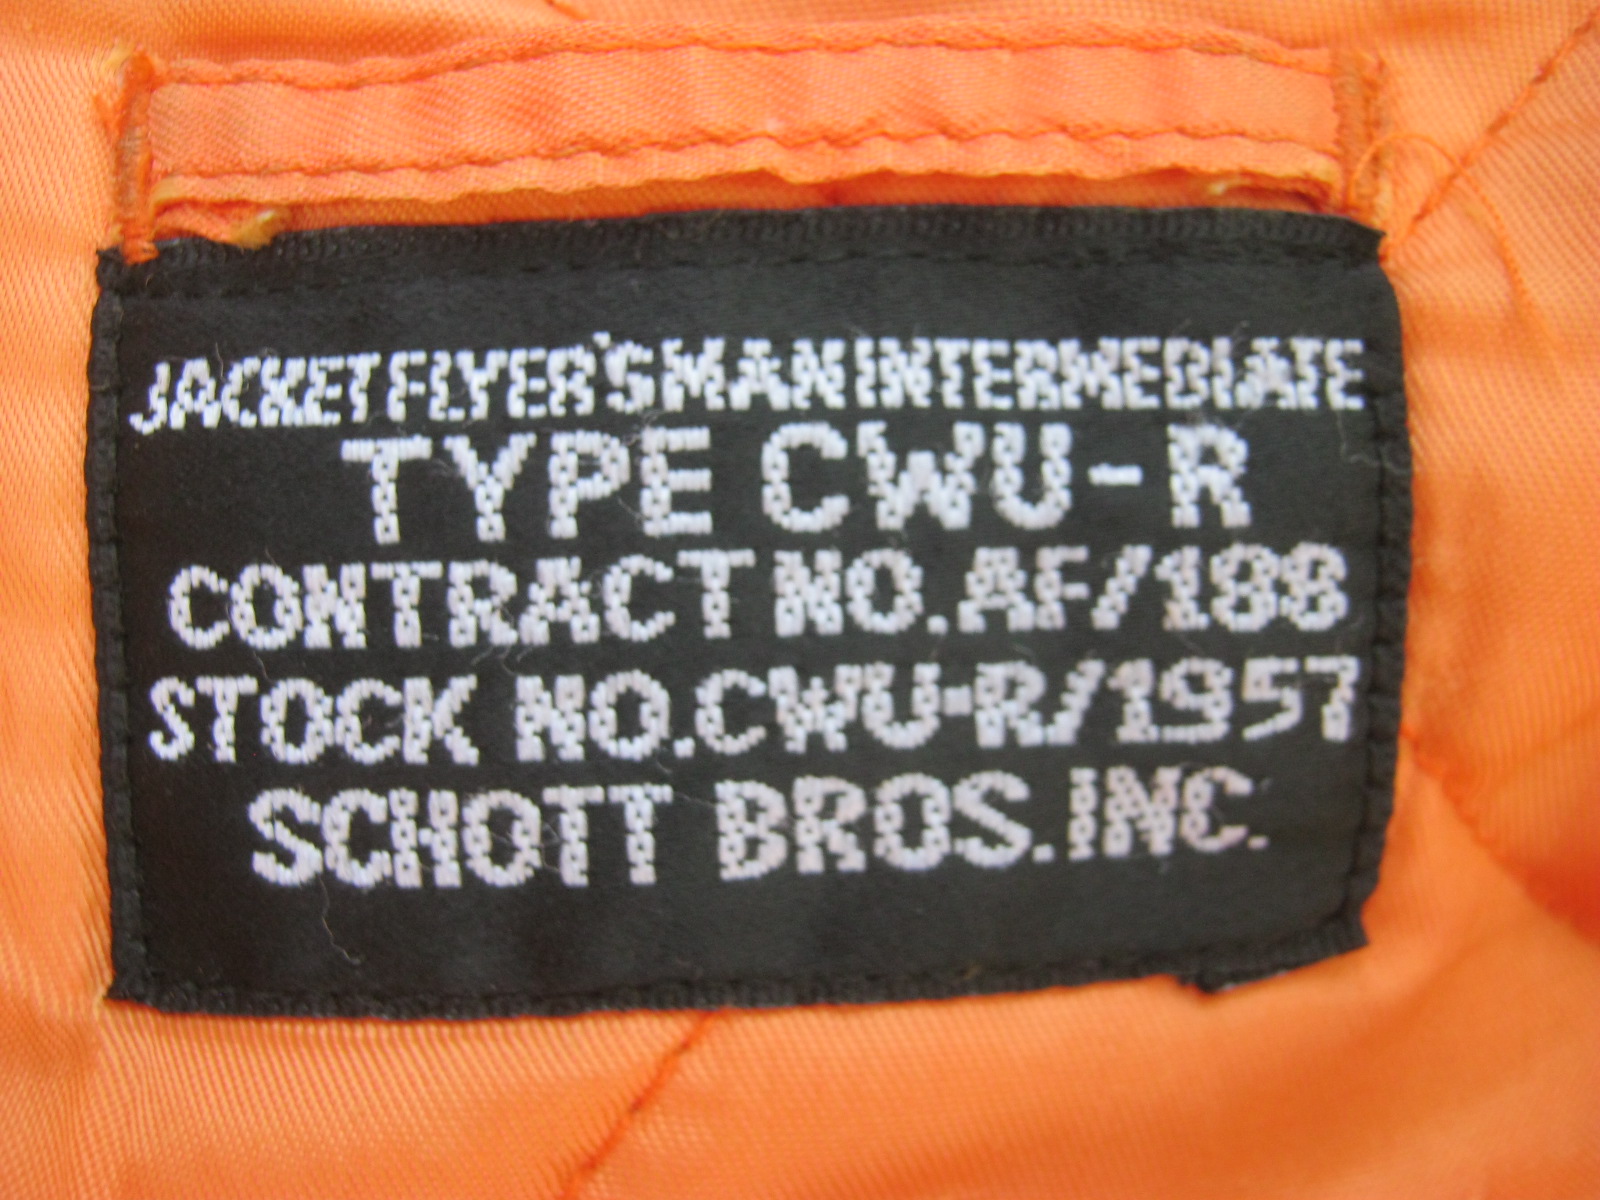 JACKET FLYER'S MAN INTERMEDIATE
TYPE CWU-R
CONTRACT NO. AF/188
STOCK NO. CWU-R/1957
SCHOTT BROS. INC.